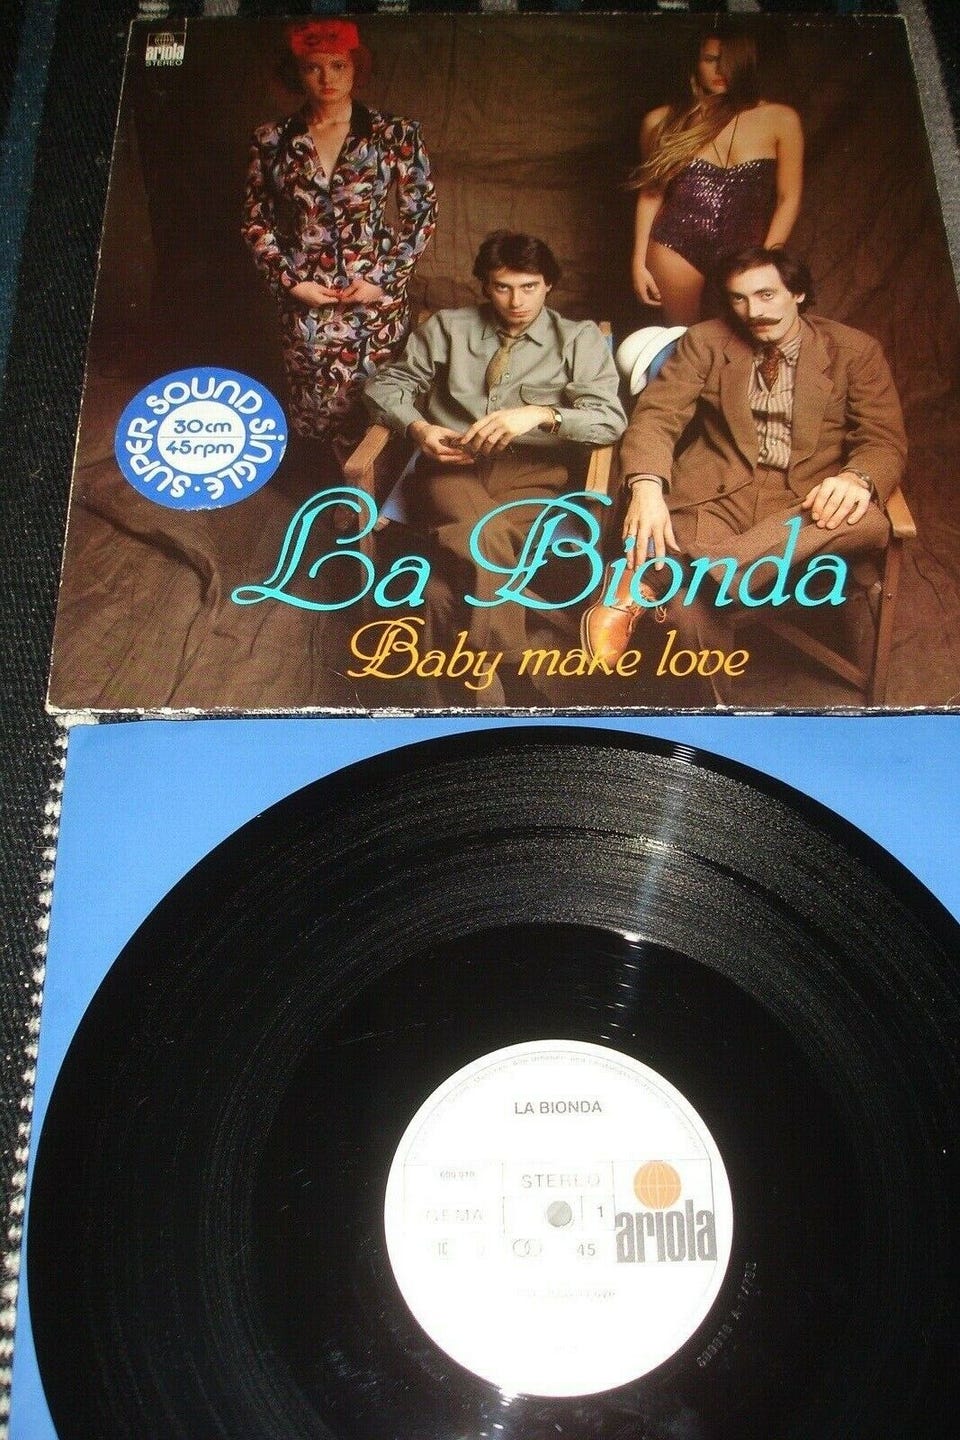 ariola
STEREO
SUPER SOUND SiNGLE ·
30cm
45rpm
La Bionda
Baby make love
LA BIONDA
STEREO
GEMA
1
45
ariola